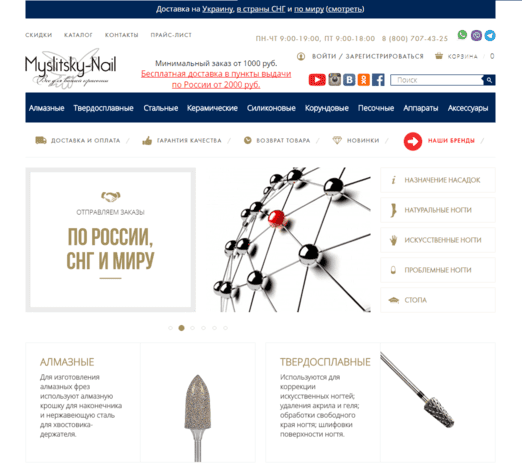 Доставка на Украину, в страны СНГ и по миру (смотреть)
СКИДКИ КАТАЛОГ КОНТАКТЫ ПРАЙС-ЛИСТ
ПН-ЧТ 9:00-19:00, ПТ 9:00-18:00 8 (800) 707-43-25
Myslitsky-Nail
Все для вашей красоты
Минимальный заказ от 1000 руб.
Бесплатная доставка в пункты выдачи
по России от 2000 руб.
ВОЙТИ / ЗАРЕГИСТРИРОВАТЬСЯ
КОРЗИНА 0
Поиск
Алмазные Твердосплавные Стальные Керамические Силиконовые Корундовые Песочные Аппараты Аксессуары
ДОСТАВКА И ОПЛАТА / ГАРАНТИЯ КАЧЕСТВА / ВОЗВРАТ ТОВАРА / НОВИНКИ / НАШИ БРЕНДЫ /
ОТПРАВЛЯЕМ ЗАКАЗЫ
ПО РОССИИ,
СНГ И МИРУ
НАЗНАЧЕНИЕ НАСАДОК
НАТУРАЛЬНЫЕ НОГТИ
ИСКУССТВЕННЫЕ НОГТИ
ПРОБЛЕМНЫЕ НОГТИ
СТОПА
АЛМАЗНЫЕ
Для изготовления
алмазных фрез
используют алмазную
крошку для наконечника
и нержавеющую сталь
для хвостовика-
держателя.
ТВЕРДОСПЛАВНЫЕ
Используются для
коррекции
искусственных ногтей;
удаления акрила и геля;
обработки свободного
края ногтя; шлифовки
поверхности ногтя.